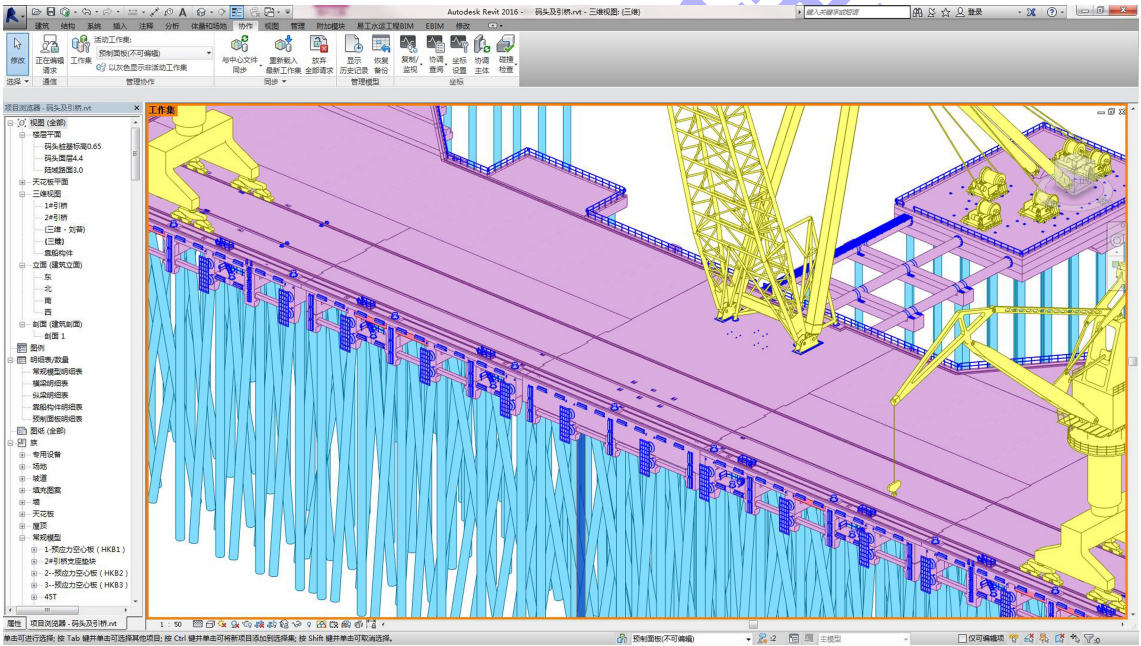 Autodesk Revit 2016 - 码头及引桥.rvt - 三维视图: {三维}
键入关键字或短语
登录
建筑 结构 系统 插入 注释 分析 体量和场地 协作 视图 管理 附加模块 易工水运工程BIM EBIM 修改
修改
正在编辑请求
工作集
活动工作集:
预制面板(不可编辑)
以灰色显示非活动工作集
与中心文件同步
重新载入最新工作集
放弃全部请求
显示历史记录
恢复备份
复制/监视
协调查阅
坐标设置
协调主体
碰撞检查
选择 通信 管理协作 同步 管理模型 坐标
项目浏览器 - 码头及引桥.rvt
工作集
视图 (全部)
楼层平面
码头桩基标高0.65
码头面层4.4
陆域路面3.0
天花板平面
三维视图
1#引桥
2#引桥
{三维 - 刘普}
{三维}
靠船构件
立面 (建筑立面)
东
北
南
西
剖面 (建筑剖面)
剖面 1
图例
明细表/数量
常规模型明细表
横梁明细表
纵梁明细表
靠船构件明细表
预制面板明细表
图纸 (全部)
族
专用设备
场地
坡道
填充图案
墙
天花板
屋顶
常规模型
1-预应力空心板 ( HKB1 )
2#引桥支座垫块
2--预应力空心板 ( HKB2 )
3--预应力空心板 ( HKB3 )
45T
属性 项目浏览器 - 码头及引桥.rvt
1 : 50
单击可进行选择; 按 Tab 键并单击可选择其他项目; 按 Ctrl 键并单击可将新项目添加到选择集; 按 Shift 键并单击可取消选择。
预制面板(不可编辑)
:2
主模型
仅可编辑项
:0